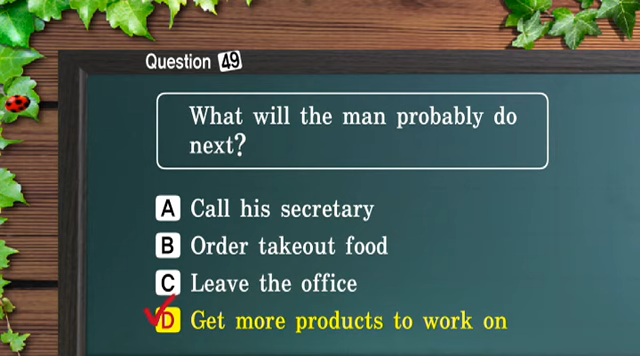 Question 49
What will the man probably do
next?
A Call his secretary
B Order takeout food
C Leave the office
D Get more products to work on